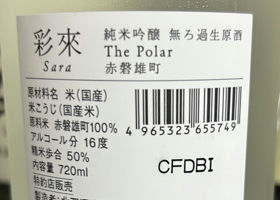 彩來
Sara
純米吟醸 無ろ過生原酒
The Polar
赤磐雄町
原材料名 米(国産)
米こうじ(国産米)
原料米 赤磐雄町100%
アルコール分 16度
精米歩合 50%
内容量 720ml
特約店販売
4 965323 655749
CFDBI